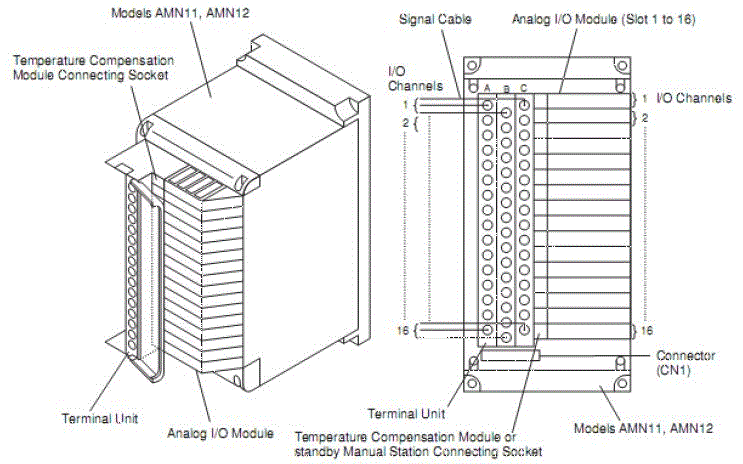 Models AMN11, AMN12
Temperature Compensation
Module Connecting Socket
Terminal Unit
Analog I/O Module
Signal Cable
Analog I/O Module (Slot 1 to 16)
I/O
Channels
A B C
1
2
16
1 I/O Channels
2
16
Connector
(CN1)
Terminal Unit
Models AMN11, AMN12
Temperature Compensation Module or
standby Manual Station Connecting Socket